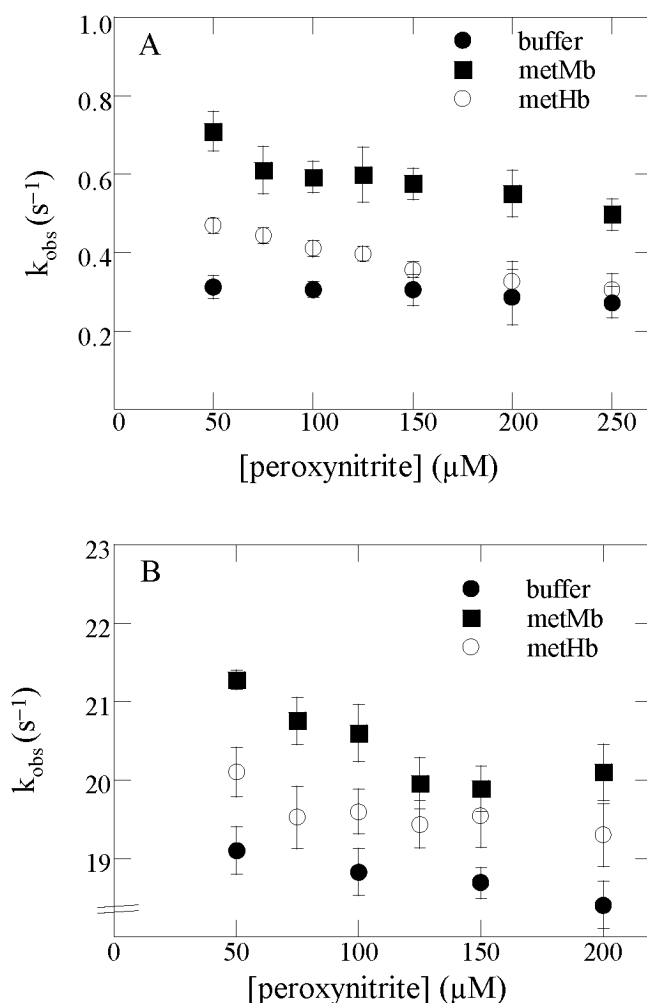 A
buffer
metMb
metHb
1.0
0.8
0.6
0.4
0.2
k_obs (s⁻¹)
0 50 100 150 200 250
[peroxynitrite] (µM)
B
buffer
metMb
metHb
23
22
21
20
19
k_obs (s⁻¹)
0 50 100 150 200
[peroxynitrite] (µM)